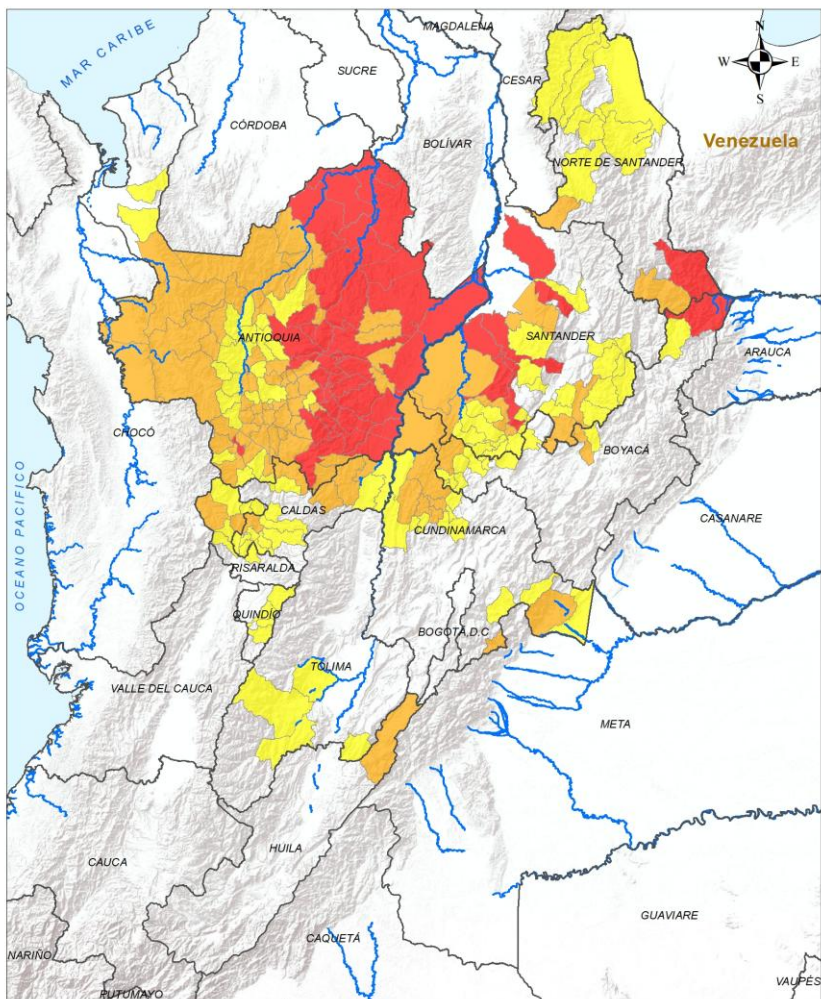 MAGDALENA
N
MAR CARIBE
W
E
SUCRE
CESAR
S
CÓRDOBA
BOLÍVAR
Venezuela
NORTE DE SANTANDER
ANTIOQUIA
SANTANDER
ARAUCA
CHOCÓ
BOYACÁ
CALDAS
CASANARE
CUNDINAMARCA
OCEANO PACIFICO
RISARALDA
QUINDÍO
BOGOTÁ,D.C
TOLIMA
VALLE DEL CAUCA
META
HUILA
CAUCA
GUAVIARE
CAQUETÁ
NARIÑO
VAUPÉS
PUTUMAYO